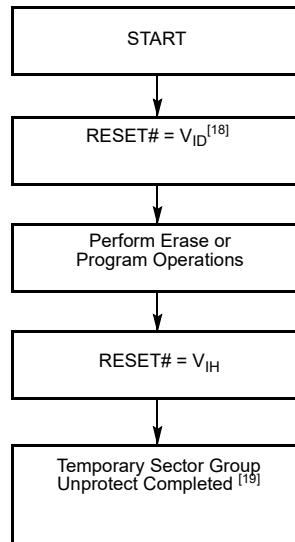 START
RESET# = VID[18]
Perform Erase or
Program Operations
RESET# = VIH
Temporary Sector Group
Unprotect Completed [19]